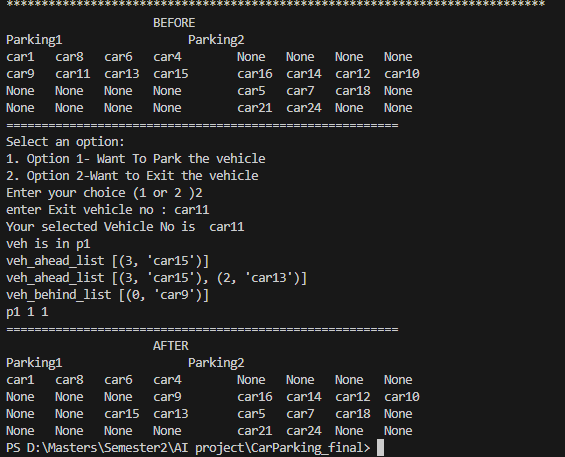 *****************************************************************************
BEFORE
Parking1 Parking2
car1 car8 car6 car4 None None None None
car9 car11 car13 car15 car16 car14 car12 car10
None None None None car5 car7 car18 None
None None None None car21 car24 None None
========================================================
Select an option:
1. Option 1- Want To Park the vehicle
2. Option 2-Want to Exit the vehicle
Enter your choice (1 or 2 )2
enter Exit vehicle no : car11
Your selected Vehicle No is  car11
veh is in p1
veh_ahead_list [(3, 'car15')]
veh_ahead_list [(3, 'car15'), (2, 'car13')]
veh_behind_list [(0, 'car9')]
p1 1 1
========================================================
AFTER
Parking1 Parking2
car1 car8 car6 car4 None None None None
None None None car9 car16 car14 car12 car10
None None car15 car13 car5 car7 car18 None
None None None None car21 car24 None None
PS D:\Masters\Semester2\AI project\CarParking_final>